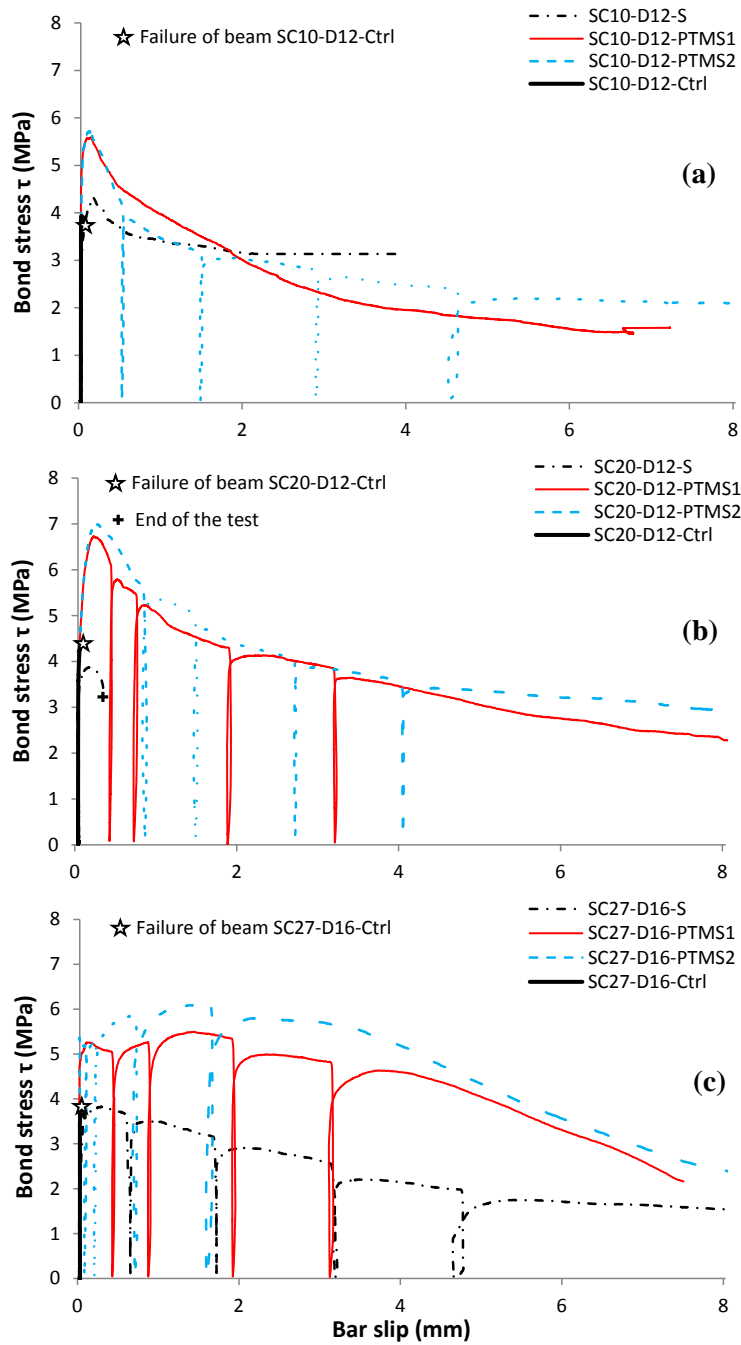 8
7
6
5
4
3
2
1
0
Bond stress τ (MPa)
Failure of beam SC10-D12-Ctrl
SC10-D12-S
SC10-D12-PTMS1
SC10-D12-PTMS2
SC10-D12-Ctrl
(a)
0 2 4 6 8
8
7
6
5
4
3
2
1
0
Bond stress τ (MPa)
Failure of beam SC20-D12-Ctrl
End of the test
SC20-D12-S
SC20-D12-PTMS1
SC20-D12-PTMS2
SC20-D12-Ctrl
(b)
0 2 4 6 8
8
7
6
5
4
3
2
1
0
Bond stress τ (MPa)
Failure of beam SC27-D16-Ctrl
SC27-D16-S
SC27-D16-PTMS1
SC27-D16-PTMS2
SC27-D16-Ctrl
(c)
0 2 4 6 8
Bar slip (mm)